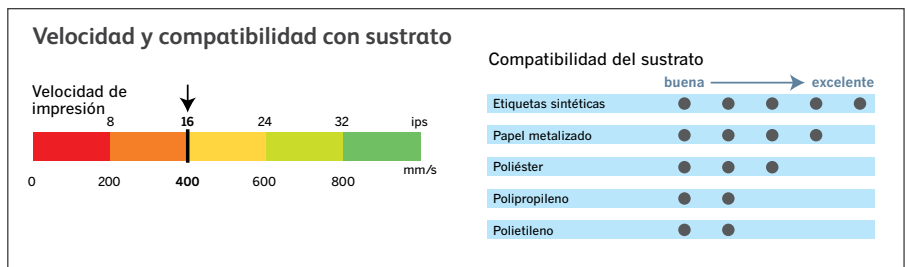 Velocidad y compatibilidad con sustrato
Velocidad de
impresión
8 16 24 32 ips
mm/s
0 200 400 600 800
Compatibilidad del sustrato
buena excelente
Etiquetas sintéticas
Papel metalizado
Poliéster
Polipropileno
Polietileno